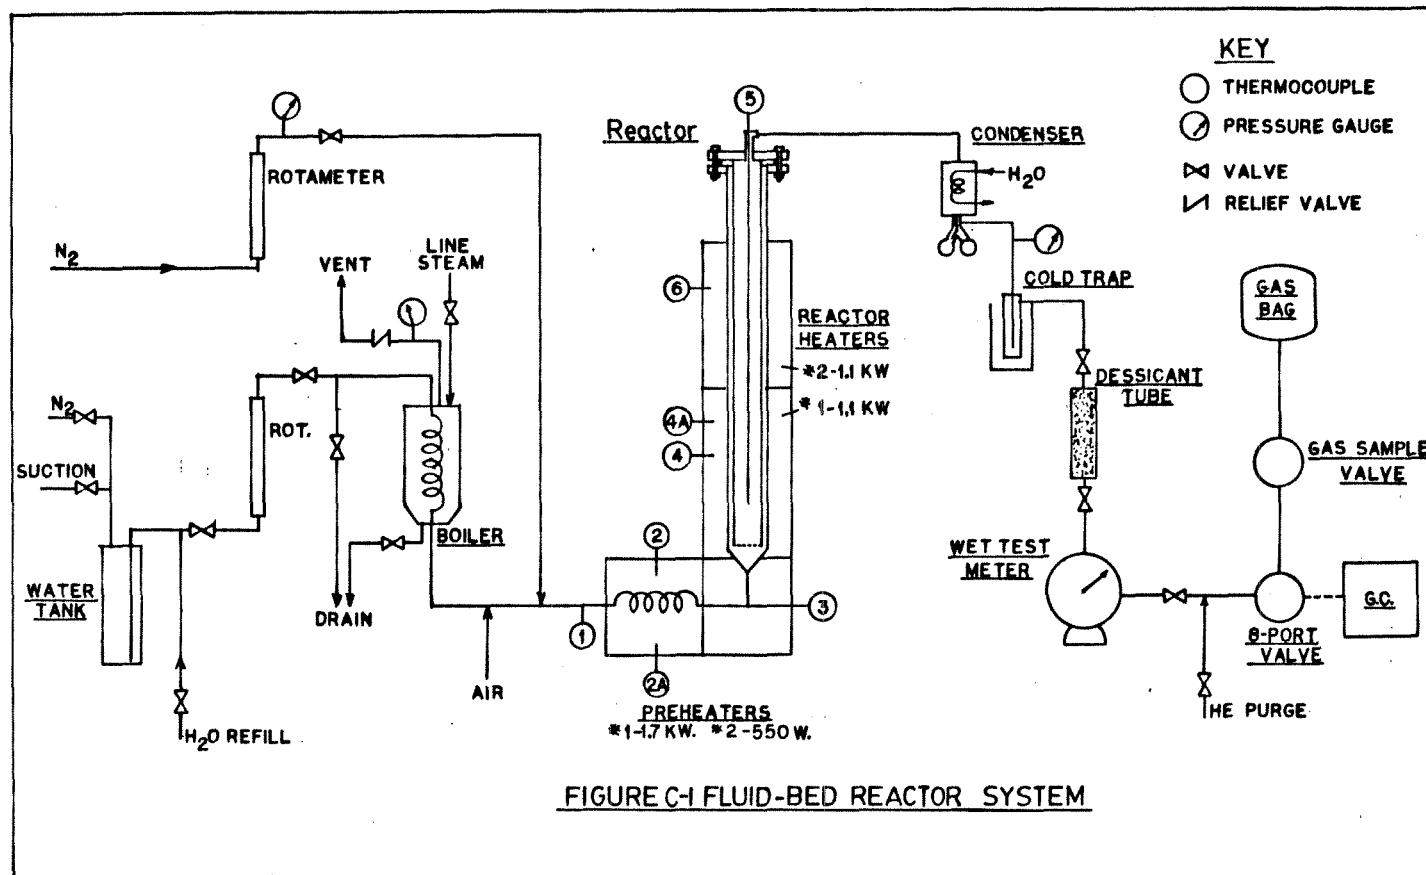 KEY
THERMOCOUPLE
PRESSURE GAUGE
VALVE
RELIEF VALVE
5
Reactor
CONDENSER
H2O
ROTAMETER
N2
VENT
LINE
STEAM
COLD TRAP
GAS
BAG
6
REACTOR
HEATERS
*2-1.1 KW
* 1-1.1 KW
DESSICANT
TUBE
N2
ROT.
4A
4
GAS SAMPLE
VALVE
SUCTION
BOILER
2
WET TEST
METER
WATER
TANK
DRAIN
1
3
G.C.
8-PORT
VALVE
2A
AIR
PREHEATERS
*1-1.7 KW. *2-550 W.
HE PURGE
H2O REFILL
FIGURE C-1 FLUID-BED REACTOR SYSTEM